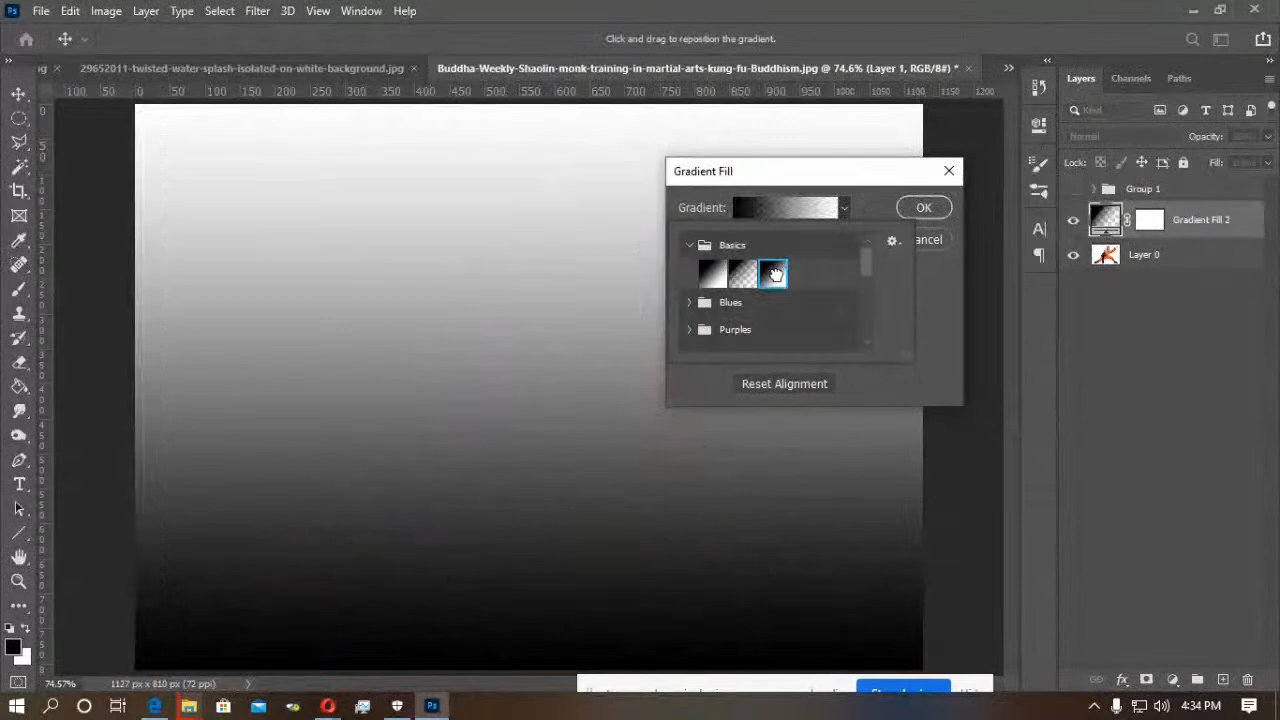 Ps File Edit Image Layer Type Select Filter 3D View Window Help
Click and drag to reposition the gradient.
ng × 29652011-twisted-water-splash-isolated-on-white-background.jpg × Buddha-Weekly-Shaolin-monk-training-in-martial-arts-kung-fu-Buddhism.jpg @ 74.6% (Layer 1, RGB/8#) * ×
Layers Channels Paths
100 50 0 50 100 150 200 250 300 350 400 450 500 550 600 650 700 750 800 850 900 950 1000 1050 1100 1150 1200
Kind
Normal Opacity:
Lock: Fill:
Group 1
Gradient Fill 2
Layer 0
Gradient Fill
Gradient: OK
Basics
ancel
Blues
Purples
Reset Alignment
74.57% 1127 px x 810 px (72 ppi)
4:34 PM